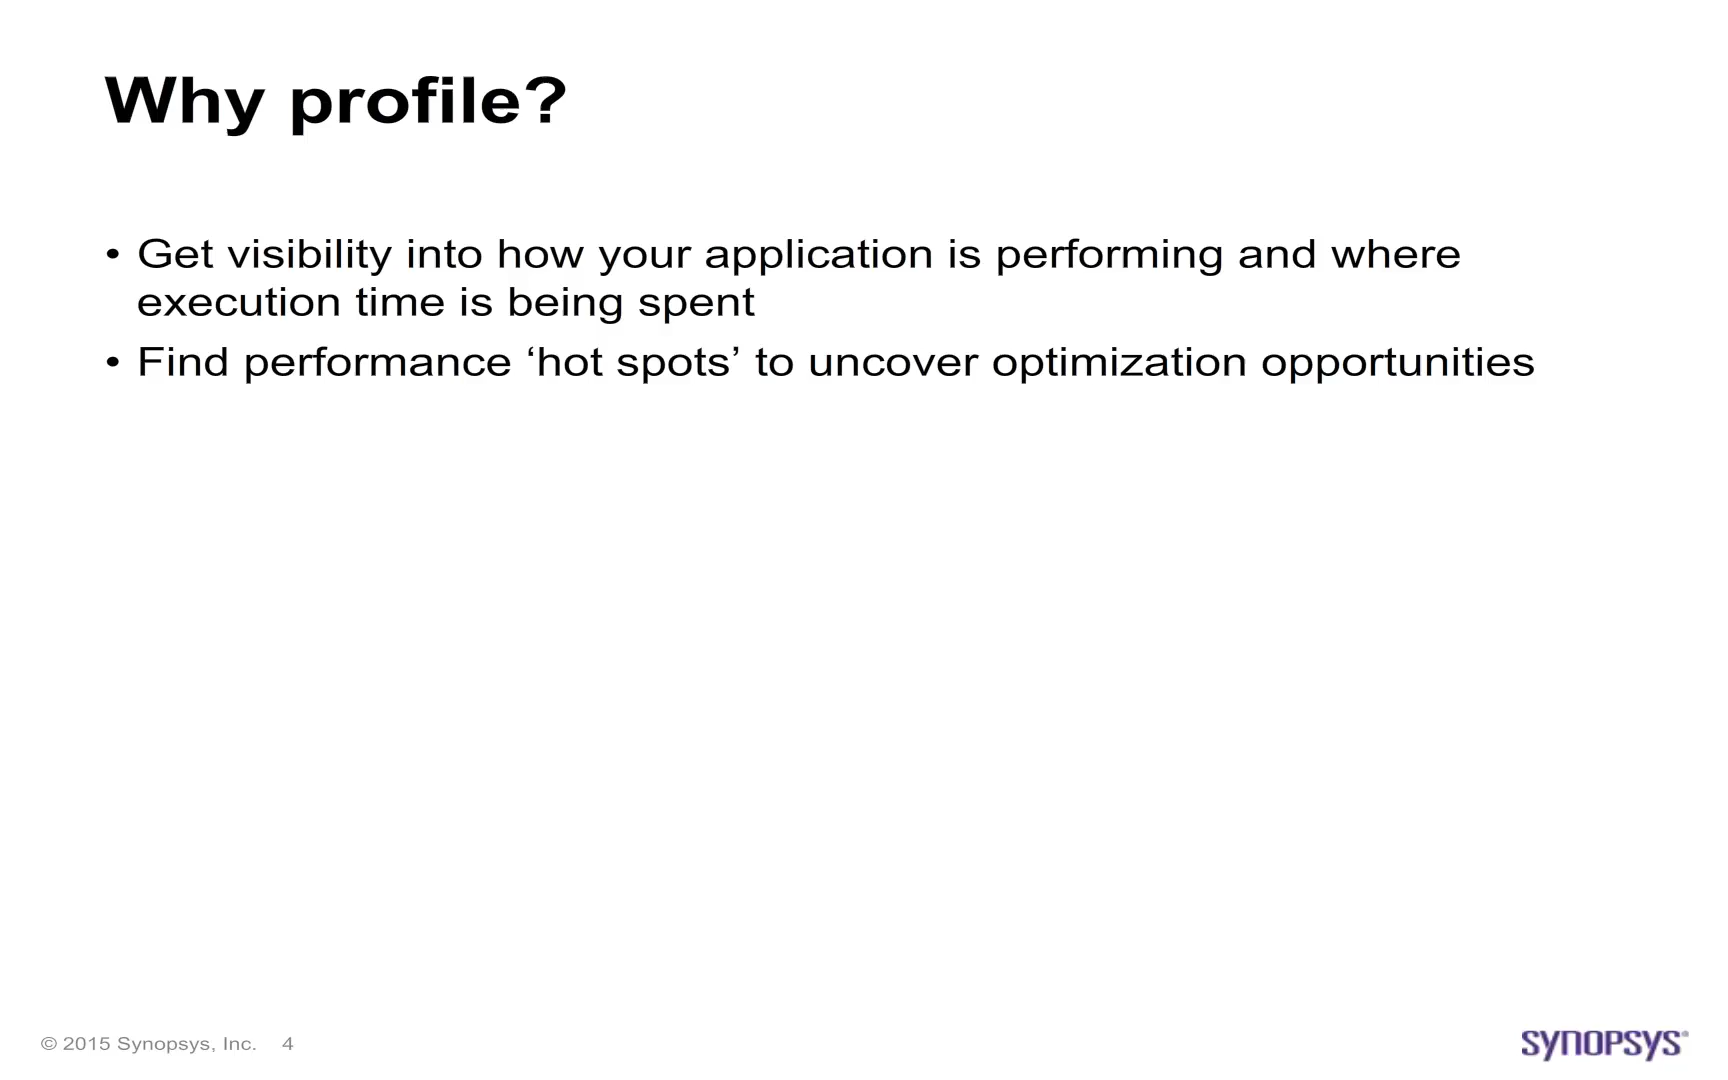 Why profile?
• Get visibility into how your application is performing and where
execution time is being spent
• Find performance ‘hot spots’ to uncover optimization opportunities
© 2015 Synopsys, Inc. 4
SYNOPSYS®